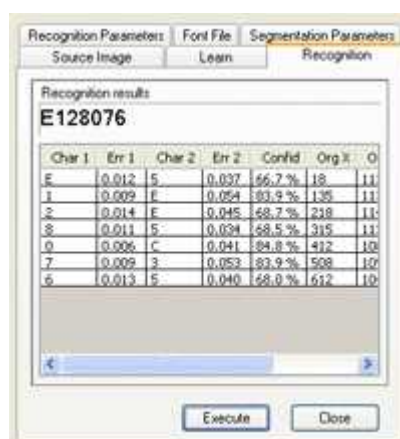 Recognition Parameters Font File Segmentation Parameters
Source Image Learn Recognition
Recognition results
E128076
Char 1 Err 1 Char 2 Err 2 Confid Org X O
E 0.012 5 0.037 66.7 % 18
1 0.009 E 0.054 83.9 % 135
2 0.014 E 0.045 68.7 % 218
8 0.011 5 0.034 68.5 % 315
0 0.006 C 0.041 84.8 % 412
7 0.009 3 0.053 83.9 % 508
6 0.013 5 0.040 68.0 % 612
Execute Close